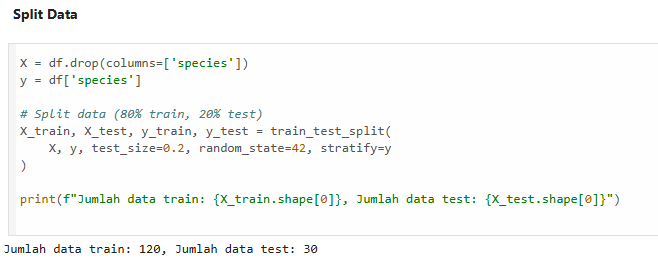 Split Data
X = df.drop(columns=['species'])
y = df['species']
# Split data (80% train, 20% test)
X_train, X_test, y_train, y_test = train_test_split(
    X, y, test_size=0.2, random_state=42, stratify=y
)
print(f"Jumlah data train: {X_train.shape[0]}, Jumlah data test: {X_test.shape[0]}")
Jumlah data train: 120, Jumlah data test: 30